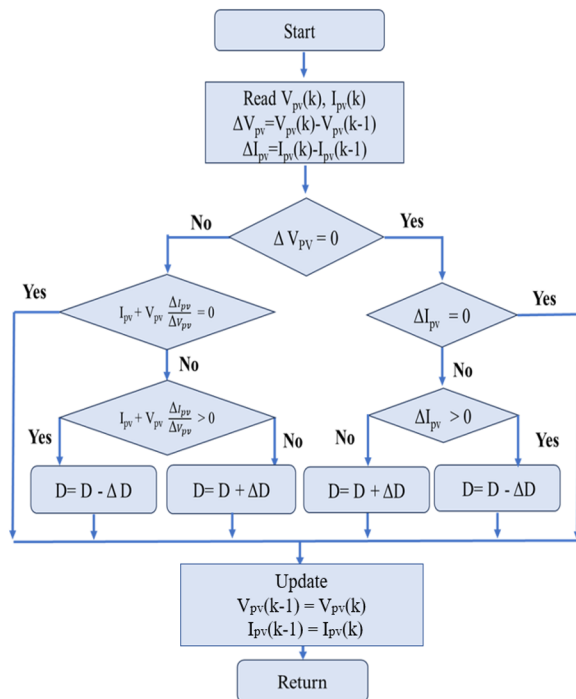 Start
Read Vpv(k), Ipv(k)
ΔVpv=Vpv(k)-Vpv(k-1)
ΔIpv=Ipv(k)-Ipv(k-1)
No
Yes
Δ VPV = 0
Yes
Ipv + Vpv ΔIpv/ΔVpv = 0
ΔIpv = 0
Yes
No
No
Ipv + Vpv ΔIpv/ΔVpv > 0
ΔIpv > 0
Yes
No
No
Yes
D= D - Δ D
D= D + ΔD
D= D + ΔD
D= D - ΔD
Update
Vpv(k-1) = Vpv(k)
Ipv(k-1) = Ipv(k)
Return